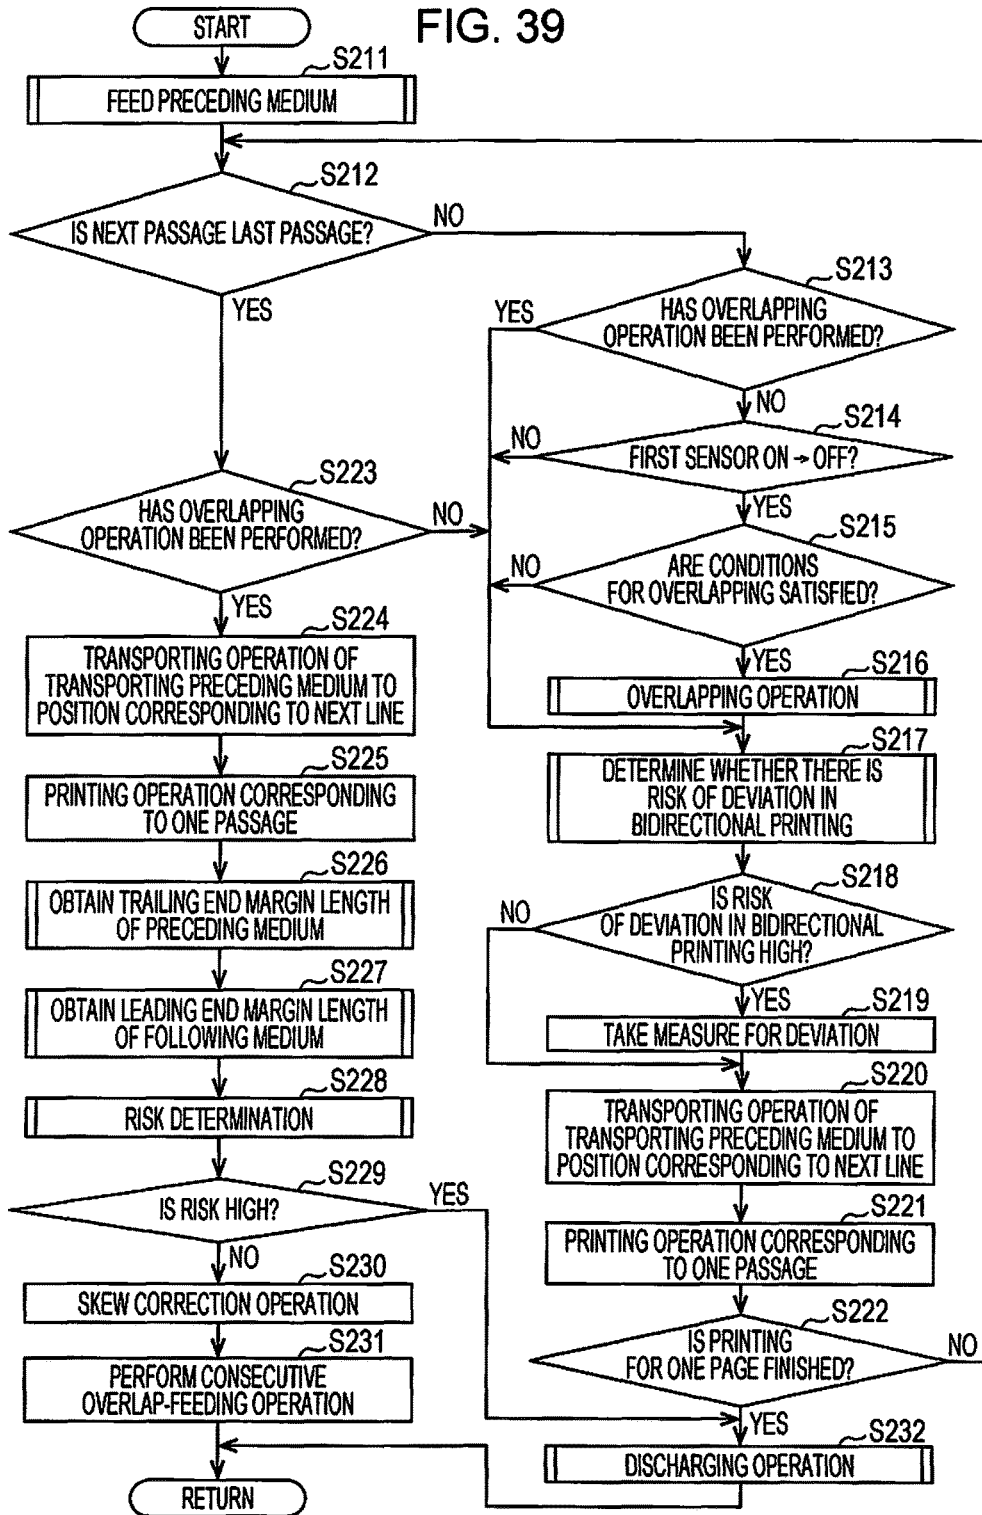 FIG. 39
START
S211
FEED PRECEDING MEDIUM
S212
IS NEXT PASSAGE LAST PASSAGE?
NO
YES
S213
HAS OVERLAPPING
OPERATION BEEN PERFORMED?
YES
NO
S214
FIRST SENSOR ON → OFF?
NO
YES
S215
ARE CONDITIONS
FOR OVERLAPPING SATISFIED?
NO
YES
S216
OVERLAPPING OPERATION
S217
DETERMINE WHETHER THERE IS
RISK OF DEVIATION IN
BIDIRECTIONAL PRINTING
S218
IS RISK
OF DEVIATION IN BIDIRECTIONAL
PRINTING HIGH?
NO
YES
S219
TAKE MEASURE FOR DEVIATION
S220
TRANSPORTING OPERATION OF
TRANSPORTING PRECEDING MEDIUM TO
POSITION CORRESPONDING TO NEXT LINE
S221
PRINTING OPERATION CORRESPONDING
TO ONE PASSAGE
S222
IS PRINTING
FOR ONE PAGE FINISHED?
NO
YES
S223
HAS OVERLAPPING
OPERATION BEEN PERFORMED?
NO
YES
S224
TRANSPORTING OPERATION OF
TRANSPORTING PRECEDING MEDIUM TO
POSITION CORRESPONDING TO NEXT LINE
S225
PRINTING OPERATION CORRESPONDING
TO ONE PASSAGE
S226
OBTAIN TRAILING END MARGIN LENGTH
OF PRECEDING MEDIUM
S227
OBTAIN LEADING END MARGIN LENGTH
OF FOLLOWING MEDIUM
S228
RISK DETERMINATION
S229
IS RISK HIGH?
YES
NO
S230
SKEW CORRECTION OPERATION
S231
PERFORM CONSECUTIVE
OVERLAP-FEEDING OPERATION
S232
DISCHARGING OPERATION
RETURN